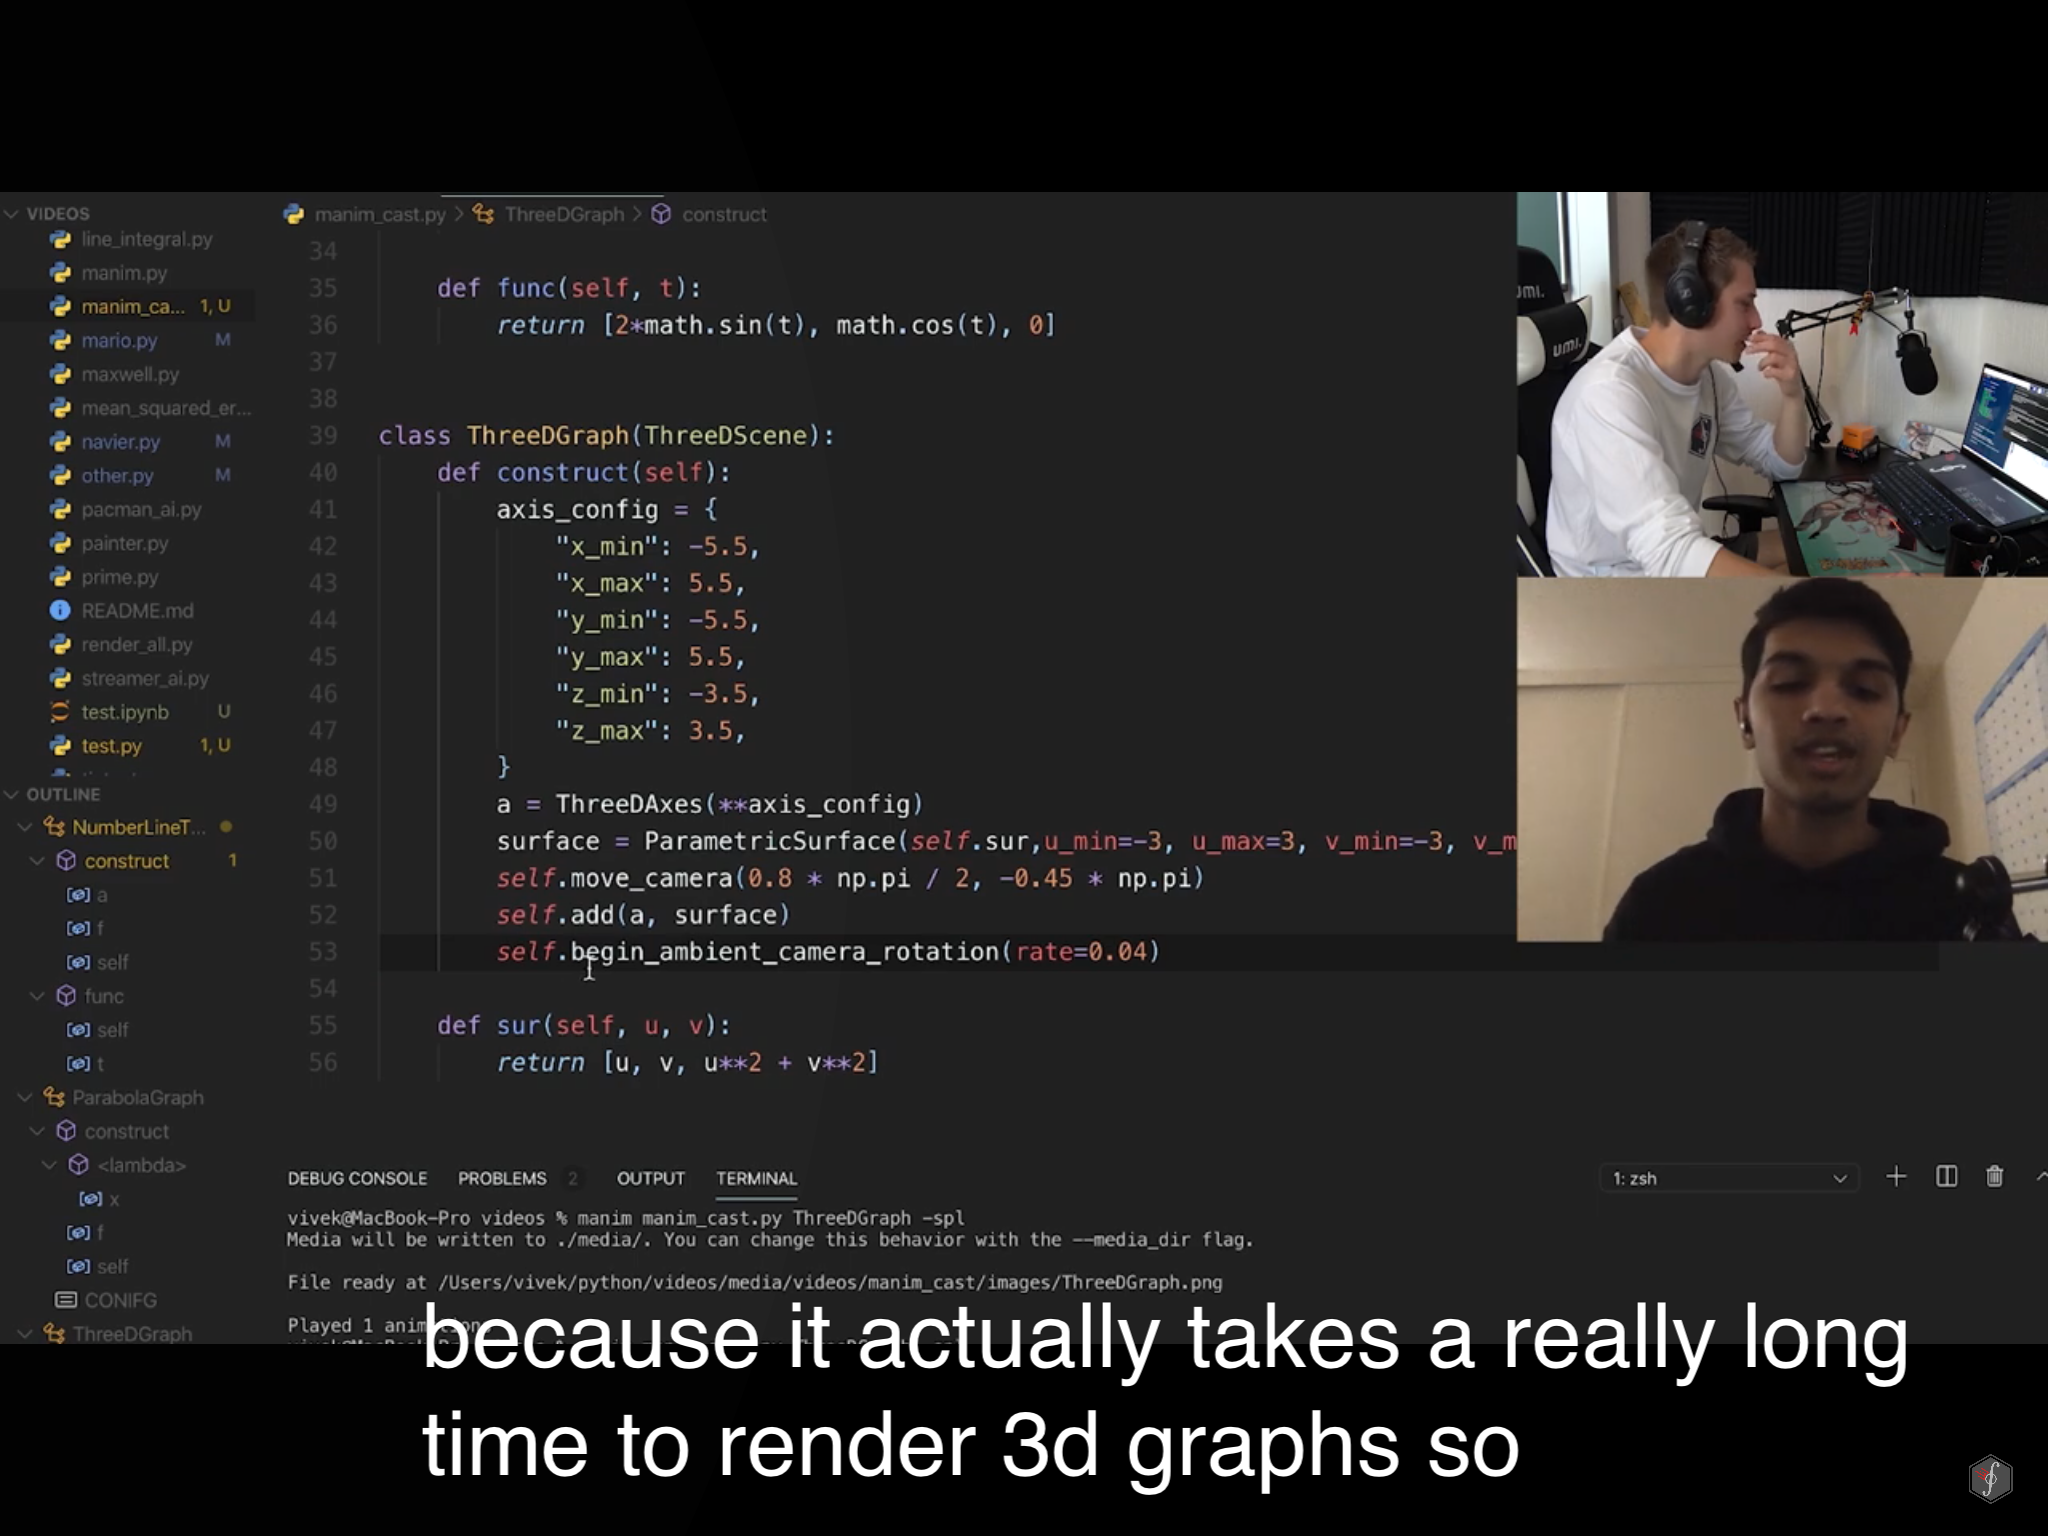 VIDEOS
line_integral.py
manim.py
manim_ca... 1, U
mario.py M
maxwell.py
mean_squared_er...
navier.py M
other.py M
pacman_ai.py
painter.py
prime.py
README.md
render_all.py
streamer_ai.py
test.ipynb U
test.py 1, U
OUTLINE
NumberLineT...
construct 1
a
f
self
func
self
t
ParabolaGraph
construct
<lambda>
x
f
self
CONIFG
ThreeDGraph
manim_cast.py > ThreeDGraph > construct
34
35 def func(self, t):
36 return [2*math.sin(t), math.cos(t), 0]
37
38
39 class ThreeDGraph(ThreeDScene):
40 def construct(self):
41 axis_config = {
42 "x_min": -5.5,
43 "x_max": 5.5,
44 "y_min": -5.5,
45 "y_max": 5.5,
46 "z_min": -3.5,
47 "z_max": 3.5,
48 }
49 a = ThreeDAxes(**axis_config)
50 surface = ParametricSurface(self.sur,u_min=-3, u_max=3, v_min=-3, v_m
51 self.move_camera(0.8 * np.pi / 2, -0.45 * np.pi)
52 self.add(a, surface)
53 self.begin_ambient_camera_rotation(rate=0.04)
54
55 def sur(self, u, v):
56 return [u, v, u**2 + v**2]
DEBUG CONSOLE PROBLEMS 2 OUTPUT TERMINAL 1: zsh
vivek@MacBook-Pro videos % manim manim_cast.py ThreeDGraph -spl
Media will be written to ./media/. You can change this behavior with the --media_dir flag.
File ready at /Users/vivek/python/videos/media/videos/manim_cast/images/ThreeDGraph.png
Played 1
because it actually takes a really long
time to render 3d graphs so
umi.
umi.